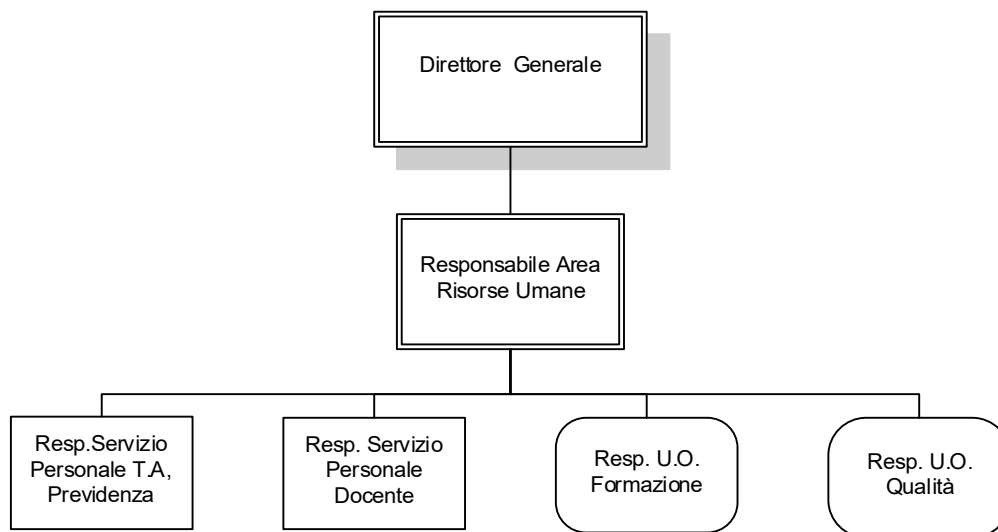 Direttore Generale
Responsabile Area
Risorse Umane
Resp.Servizio
Personale T.A,
Previdenza
Resp. Servizio
Personale
Docente
Resp. U.O.
Formazione
Resp. U.O.
Qualità